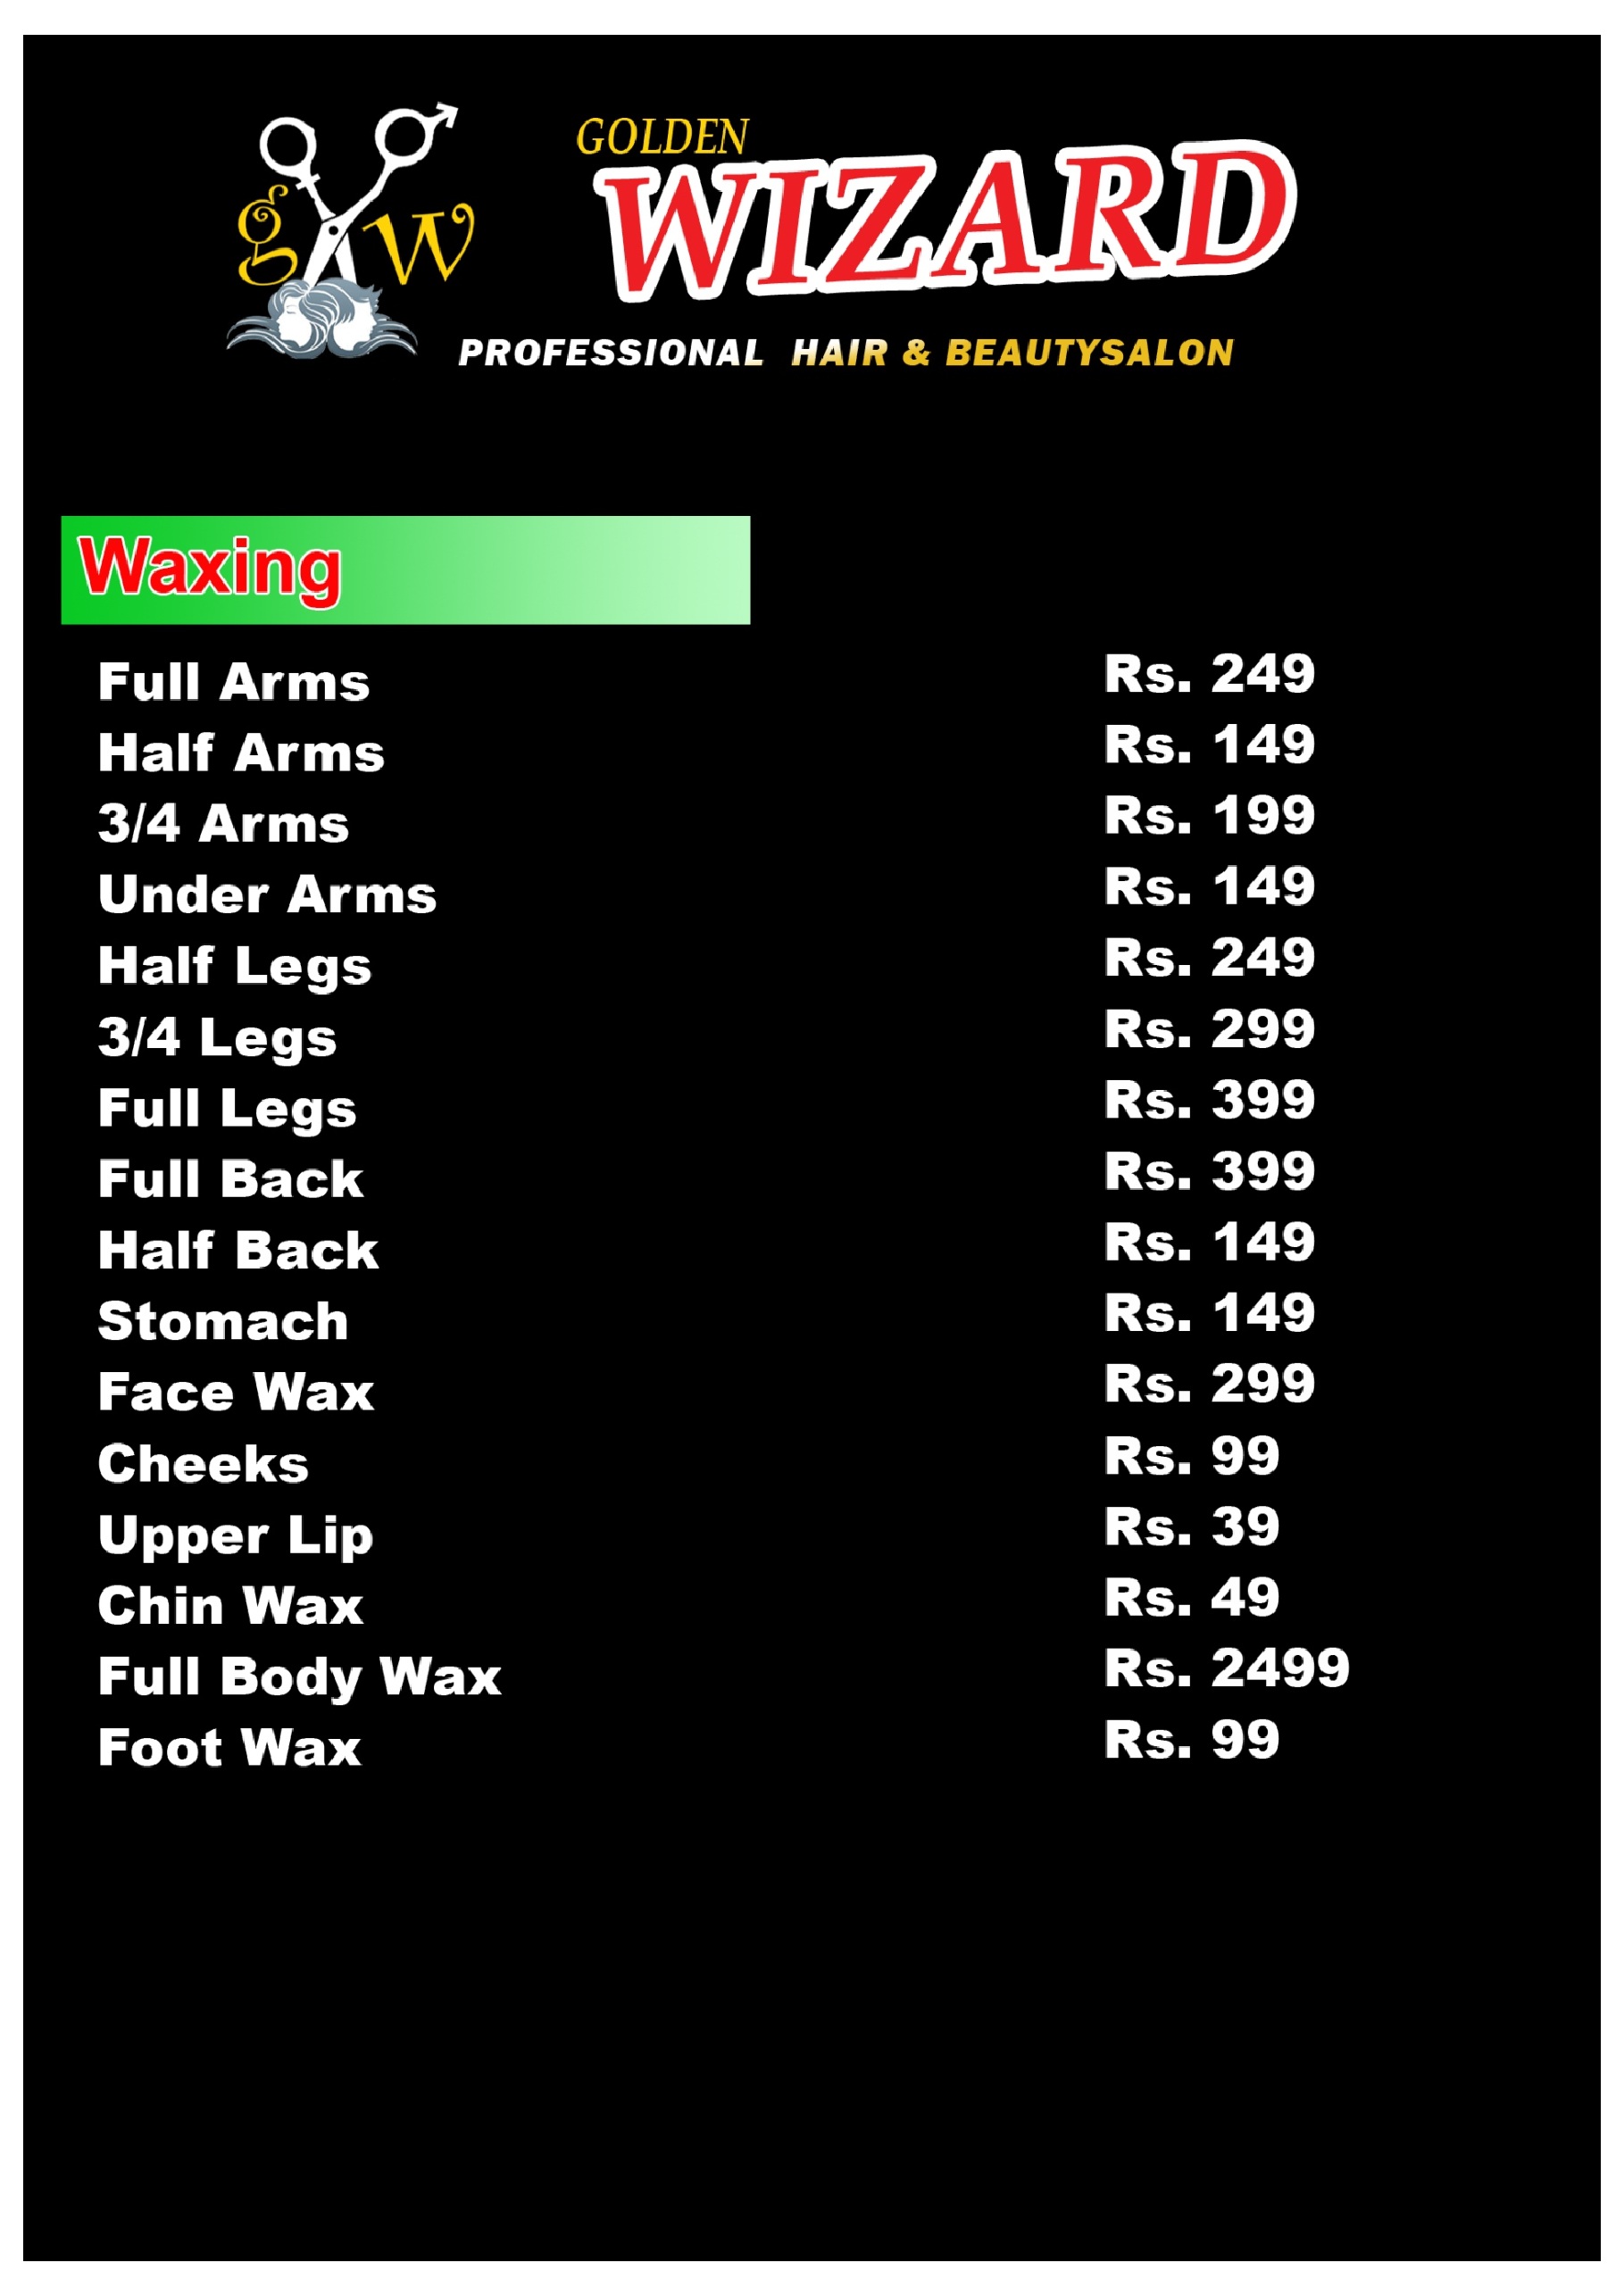 g w
GOLDEN
WIZARD
PROFESSIONAL HAIR & BEAUTYSALON
Waxing
Full Arms Rs. 249
Half Arms Rs. 149
3/4 Arms Rs. 199
Under Arms Rs. 149
Half Legs Rs. 249
3/4 Legs Rs. 299
Full Legs Rs. 399
Full Back Rs. 399
Half Back Rs. 149
Stomach Rs. 149
Face Wax Rs. 299
Cheeks Rs. 99
Upper Lip Rs. 39
Chin Wax Rs. 49
Full Body Wax Rs. 2499
Foot Wax Rs. 99